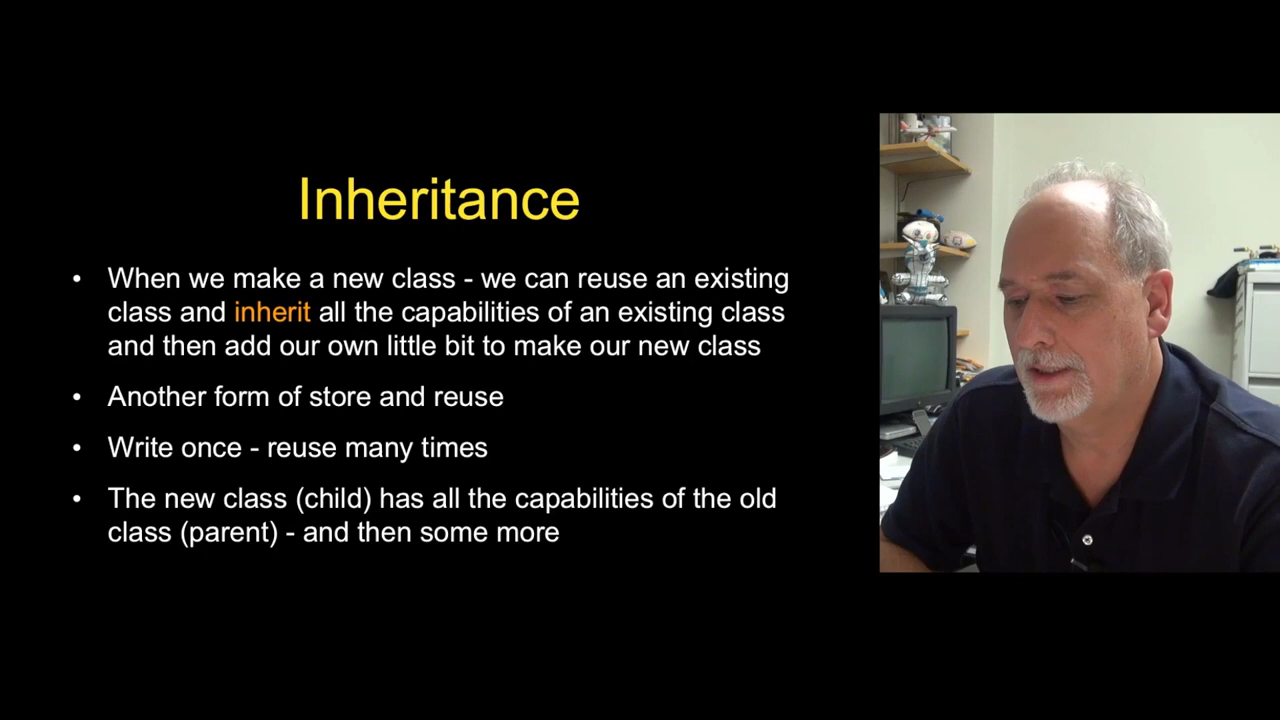 Inheritance
• When we make a new class - we can reuse an existing
class and inherit all the capabilities of an existing class
and then add our own little bit to make our new class
• Another form of store and reuse
• Write once - reuse many times
• The new class (child) has all the capabilities of the old
class (parent) - and then some more